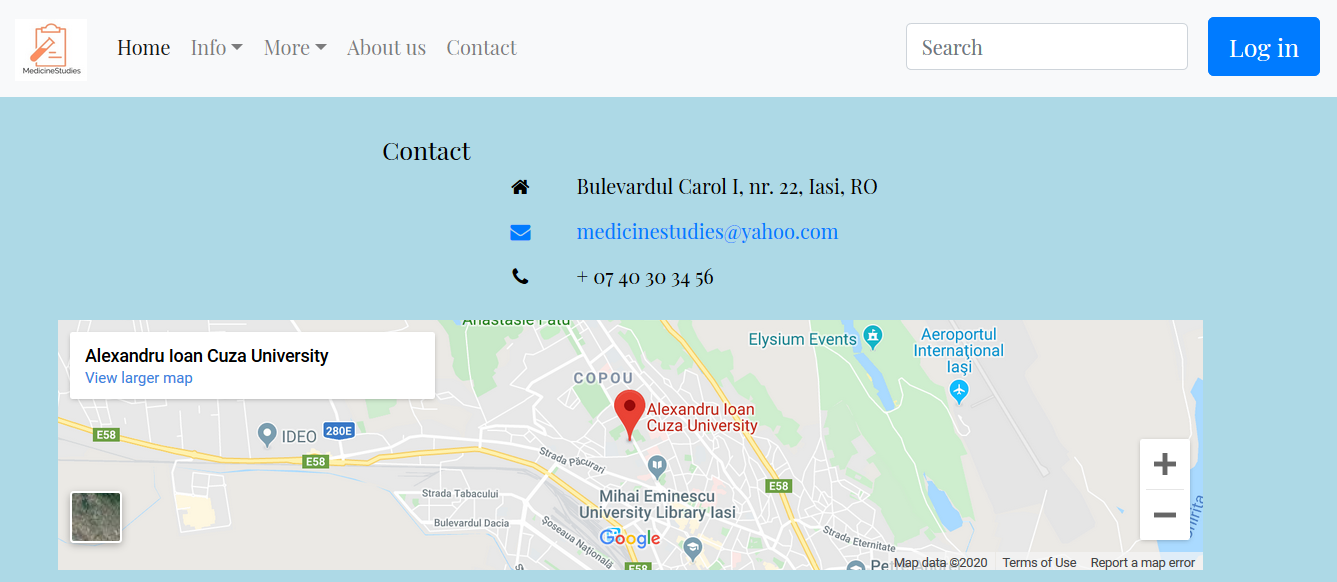 MedicineStudies
Home Info More About us Contact
Search
Log in
Contact
Bulevardul Carol I, nr. 22, Iasi, RO
medicinestudies@yahoo.com
+ 07 40 30 34 56
Alexandru Ioan Cuza University
View larger map
Anastasie Fătu
Elysium Events
Aeroportul
Internaţional
Iaşi
COPOU
Alexandru Ioan
Cuza University
E58
IDEO
280E
E58
Strada Păcurari
E58
Strada Tabacului
Mihai Eminescu
University Library Iasi
Bulevardul Dacia
Șoseaua Națională
Google
Strada Eternitate
E58
Map data ©2020 Terms of Use Report a map error